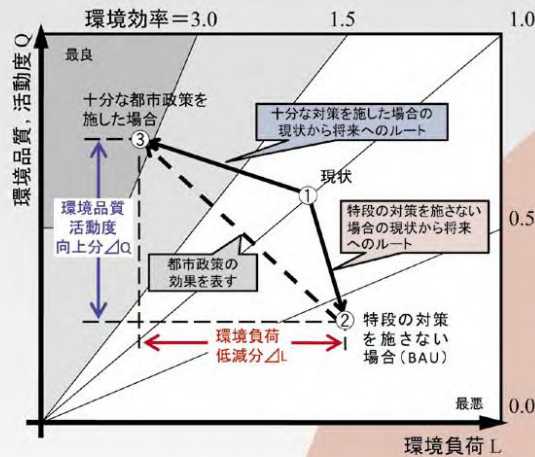 環境効率＝3.0
1.5
1.0
環境品質，活動度 Q
最良
十分な都市政策を
施した場合
③
十分な対策を施した場合の
現状から将来へのルート
現状
①
特段の対策を施さない
場合の現状から将来
へのルート
0.5
環境品質
活動度
向上分⊿Q
都市政策の
効果を表す
②
特段の対策
を施さない
場合（BAU）
環境負荷
低減分⊿L
最悪
0.0
環境負荷 L